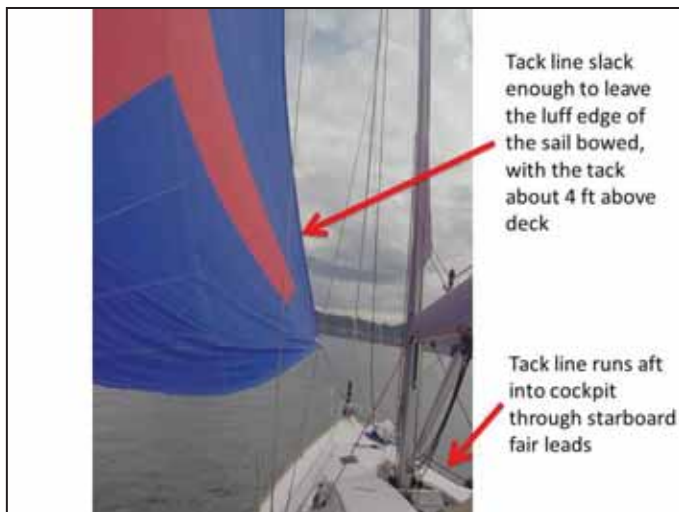 Tack line slack
enough to leave
the luff edge of
the sail bowed,
with the tack
about 4 ft above
deck
Tack line runs aft
into cockpit
through starboard
fair leads